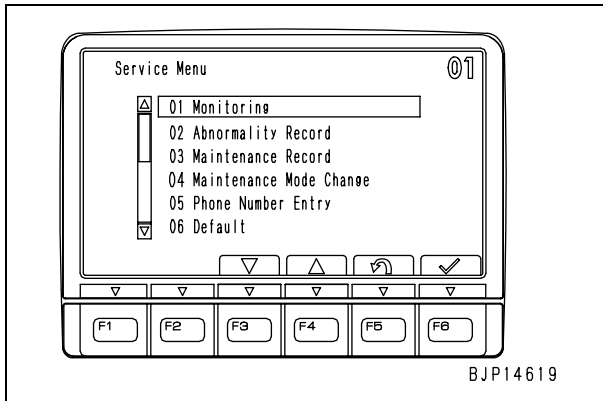 Service Menu 01
01 Monitoring
02 Abnormality Record
03 Maintenance Record
04 Maintenance Mode Change
05 Phone Number Entry
06 Default
F1 F2 F3 F4 F5 F6
BJP14619